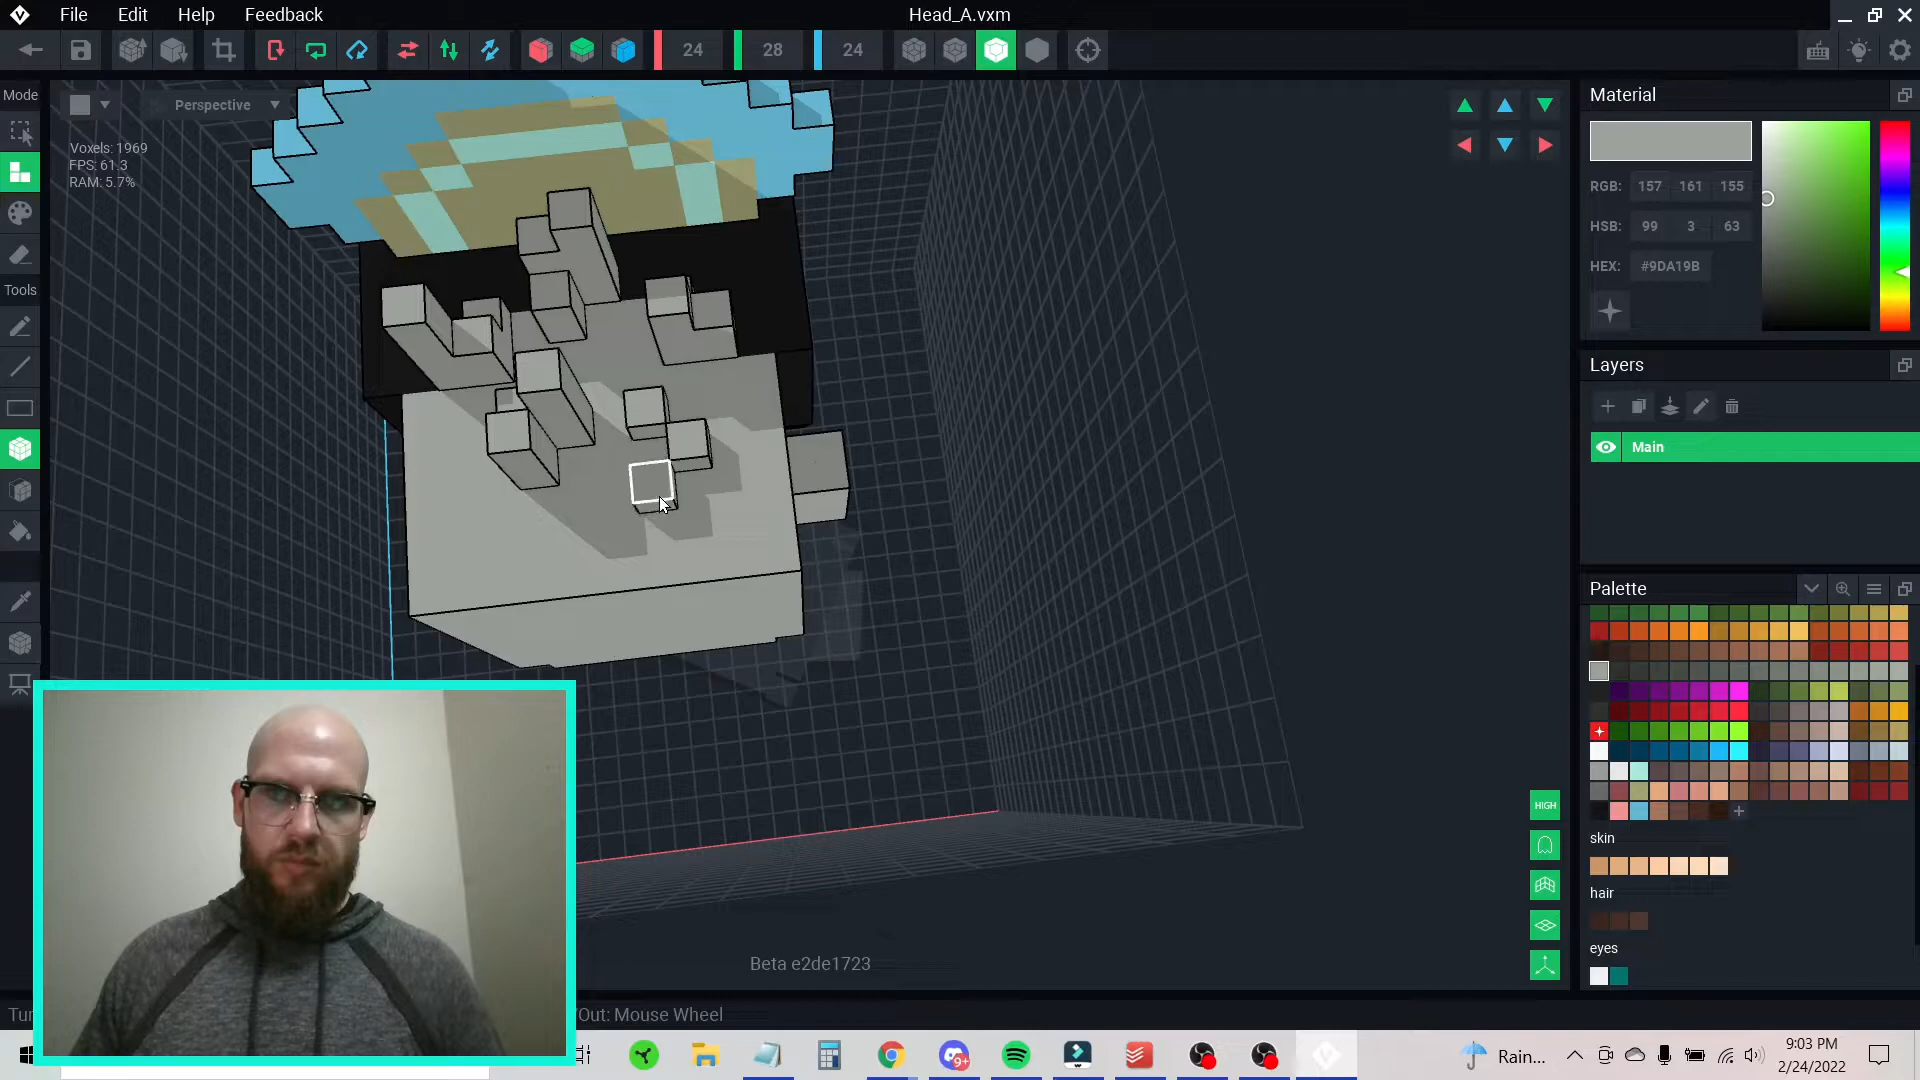 File Edit Help Feedback
Head_A.vxm
24 28 24
Mode
Perspective
Voxels: 1969
FPS: 61.3
RAM: 5.7%
Tools
Material
RGB: 157 161 155
HSB: 99 3 63
HEX: #9DA19B
Layers
Main
Palette
skin
hair
eyes
HIGH
Beta e2de1723
/Out: Mouse Wheel
9+
Rain...
9:03 PM
2/24/2022